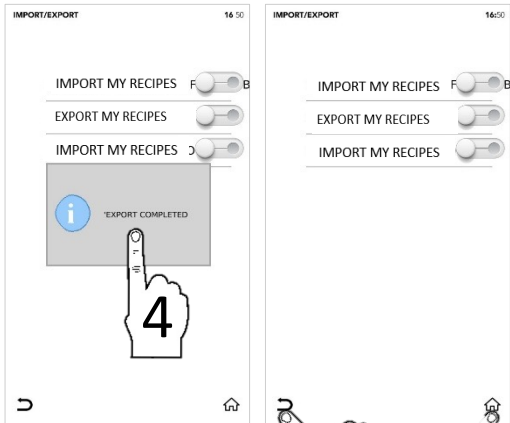 IMPORT/EXPORT 16 50
IMPORT MY RECIPES F B
EXPORT MY RECIPES
IMPORT MY RECIPES
i
'EXPORT COMPLETED
4
IMPORT/EXPORT 16:50
IMPORT MY RECIPES F B
EXPORT MY RECIPES
IMPORT MY RECIPES